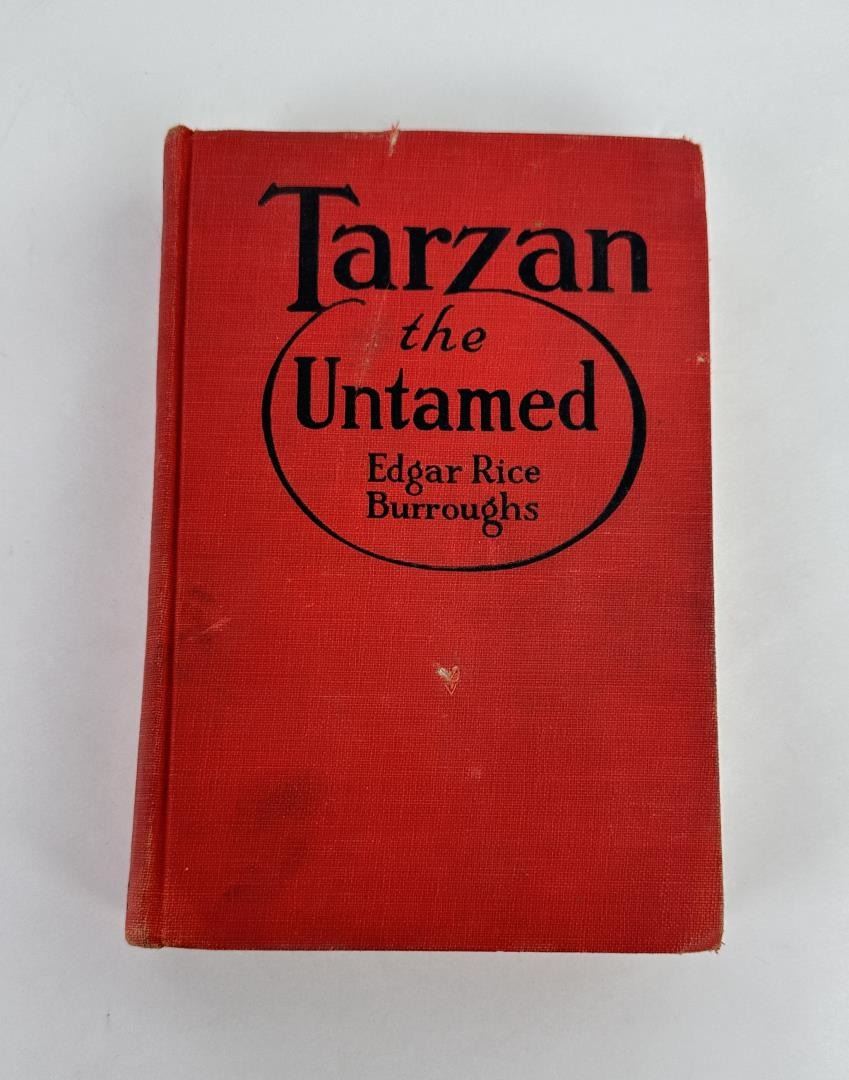 Tarzan
the
Untamed
Edgar Rice
Burroughs